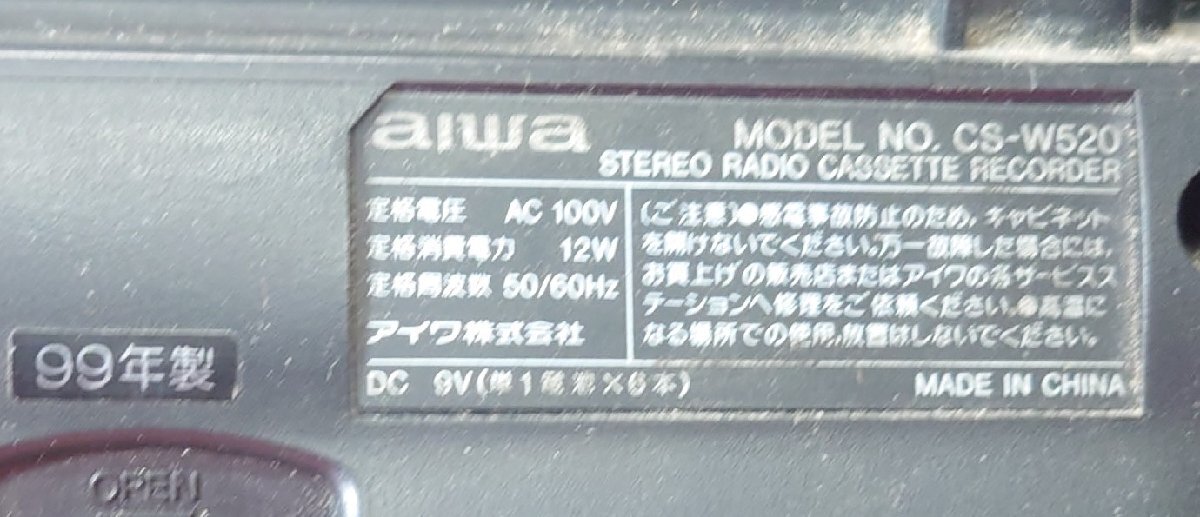 aiwa
MODEL NO. CS-W520
STEREO RADIO CASSETTE RECORDER
定格電圧 AC 100V
定格消費電力 12W
定格周波数 50/60Hz
アイワ株式会社
(ご注意)●感電事故防止のため、キャビネット
を開けないでください。万一故障した場合には、
お買上げの販売店またはアイワの各サービスス
テーションへ修理をご依頼ください。●高温に
なる場所での使用、放置はしないでください。
DC 9V(単1電池×6本)
MADE IN CHINA
99年製
OPEN